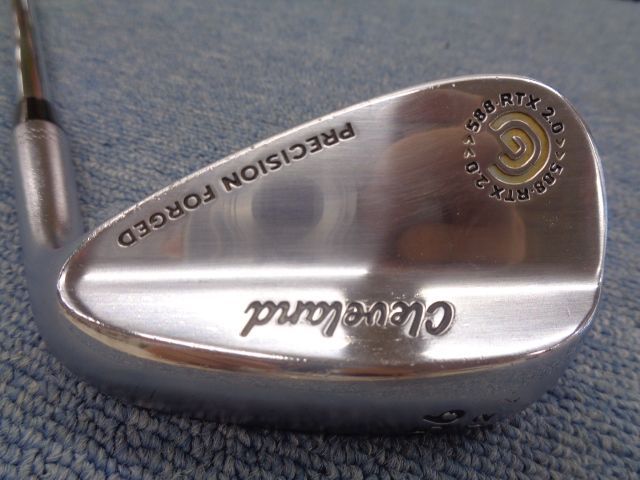 588·RTX 2.0 >> 588·RTX 2.0 >>
PRECISION FORGED
Cleveland